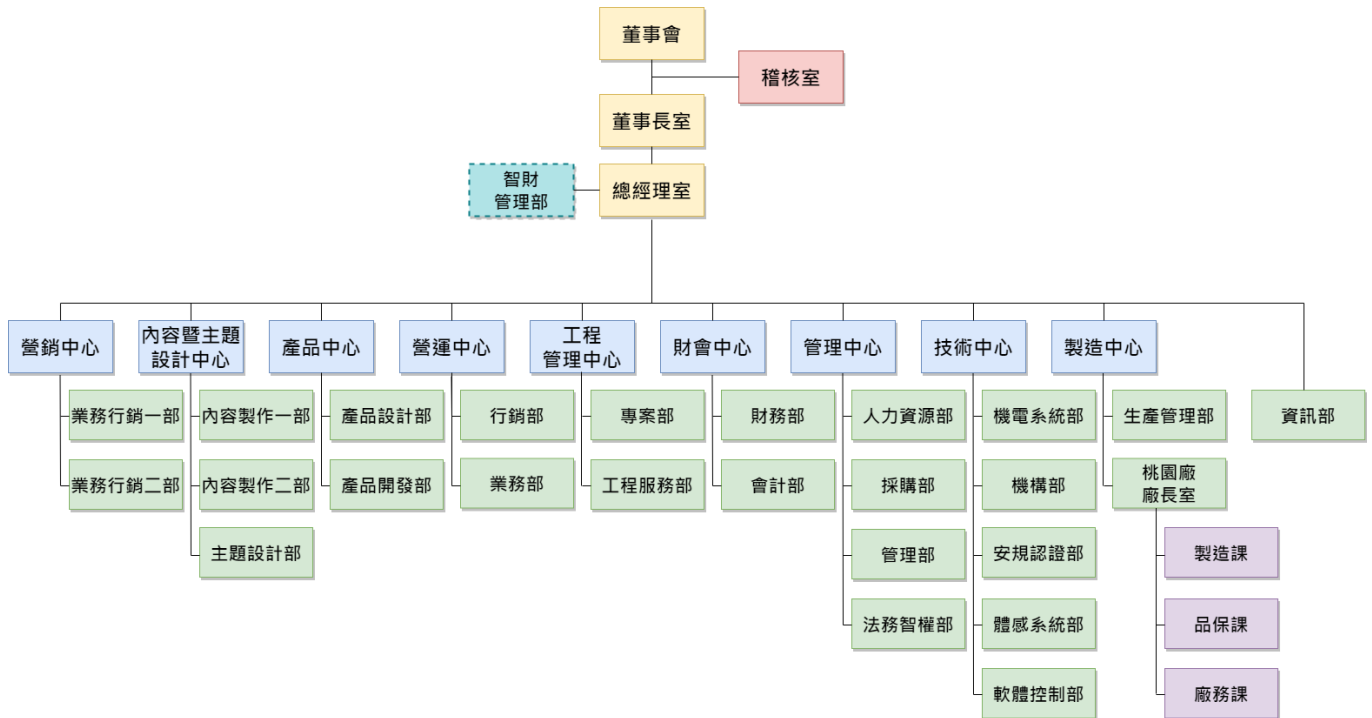 董事會
稽核室
董事長室
智財
管理部
總經理室
營銷中心
內容暨主題
設計中心
產品中心
營運中心
工程
管理中心
財會中心
管理中心
技術中心
製造中心
業務行銷一部
內容製作一部
產品設計部
行銷部
專案部
財務部
人力資源部
機電系統部
生產管理部
資訊部
業務行銷二部
內容製作二部
產品開發部
業務部
工程服務部
會計部
採購部
機構部
桃園廠
廠長室
主題設計部
管理部
安規認證部
製造課
法務智權部
體感系統部
品保課
軟體控制部
廠務課